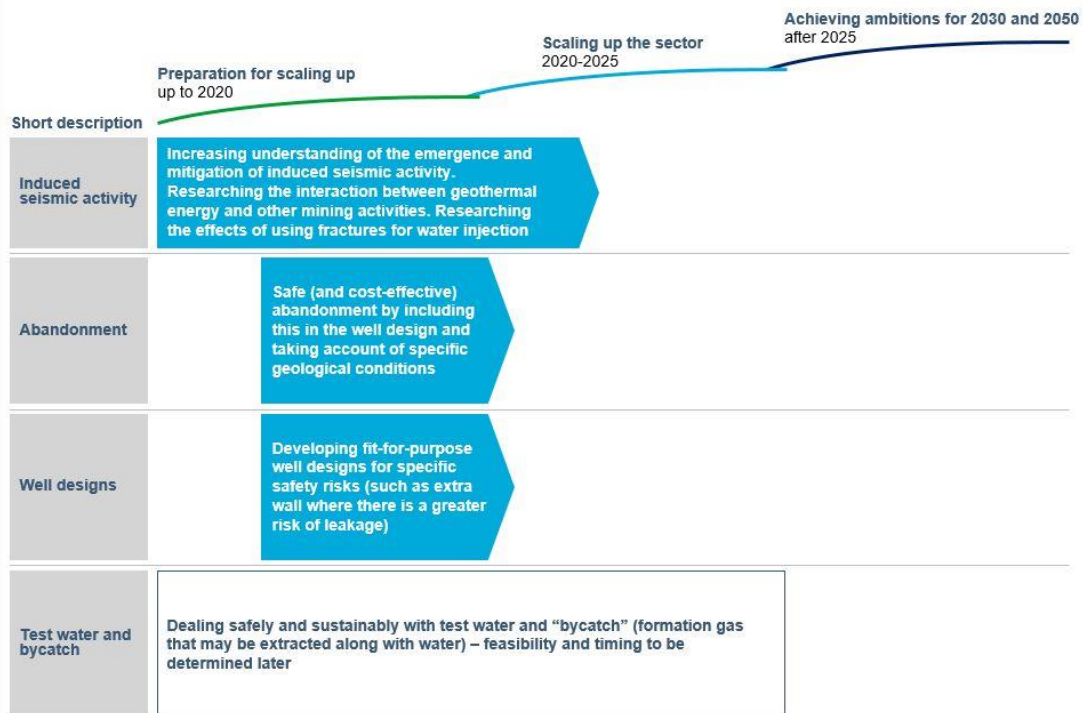 Achieving ambitions for 2030 and 2050
after 2025
Scaling up the sector
2020-2025
Preparation for scaling up
up to 2020
Short description
Induced
seismic activity
Increasing understanding of the emergence and
mitigation of induced seismic activity.
Researching the interaction between geothermal
energy and other mining activities. Researching
the effects of using fractures for water injection
Abandonment
Safe (and cost-effective)
abandonment by including
this in the well design and
taking account of specific
geological conditions
Well designs
Developing fit-for-purpose
well designs for specific
safety risks (such as extra
wall where there is a greater
risk of leakage)
Test water and
bycatch
Dealing safely and sustainably with test water and “bycatch” (formation gas
that may be extracted along with water) – feasibility and timing to be
determined later